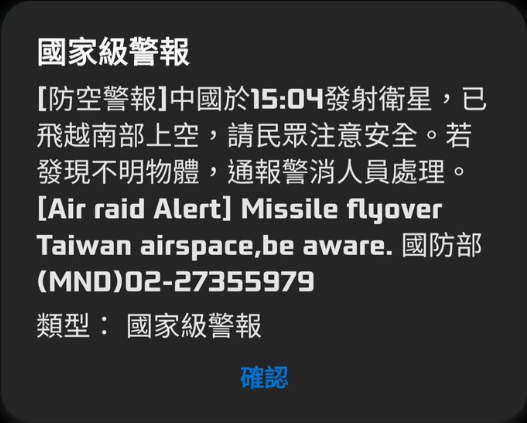 國家級警報
[防空警報]中國於15:04發射衛星，已
飛越南部上空，請民眾注意安全。若
發現不明物體，通報警消人員處理。
[Air raid Alert] Missile flyover
Taiwan airspace,be aware. 國防部
(MND)02-27355979
類型： 國家級警報
確認